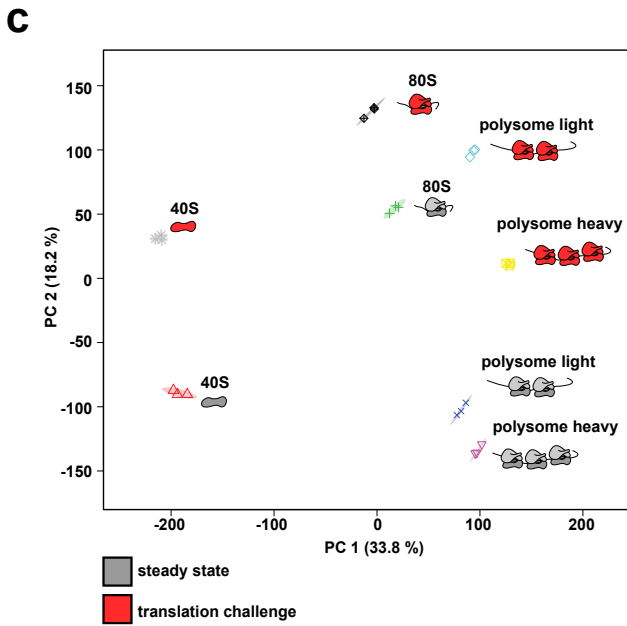 c
80S
polysome light
80S
40S
polysome heavy
polysome light
40S
polysome heavy
PC 2 (18.2 %)
150
100
50
0
-50
-100
-150
-200
-100
0
100
200
PC 1 (33.8 %)
steady state
translation challenge